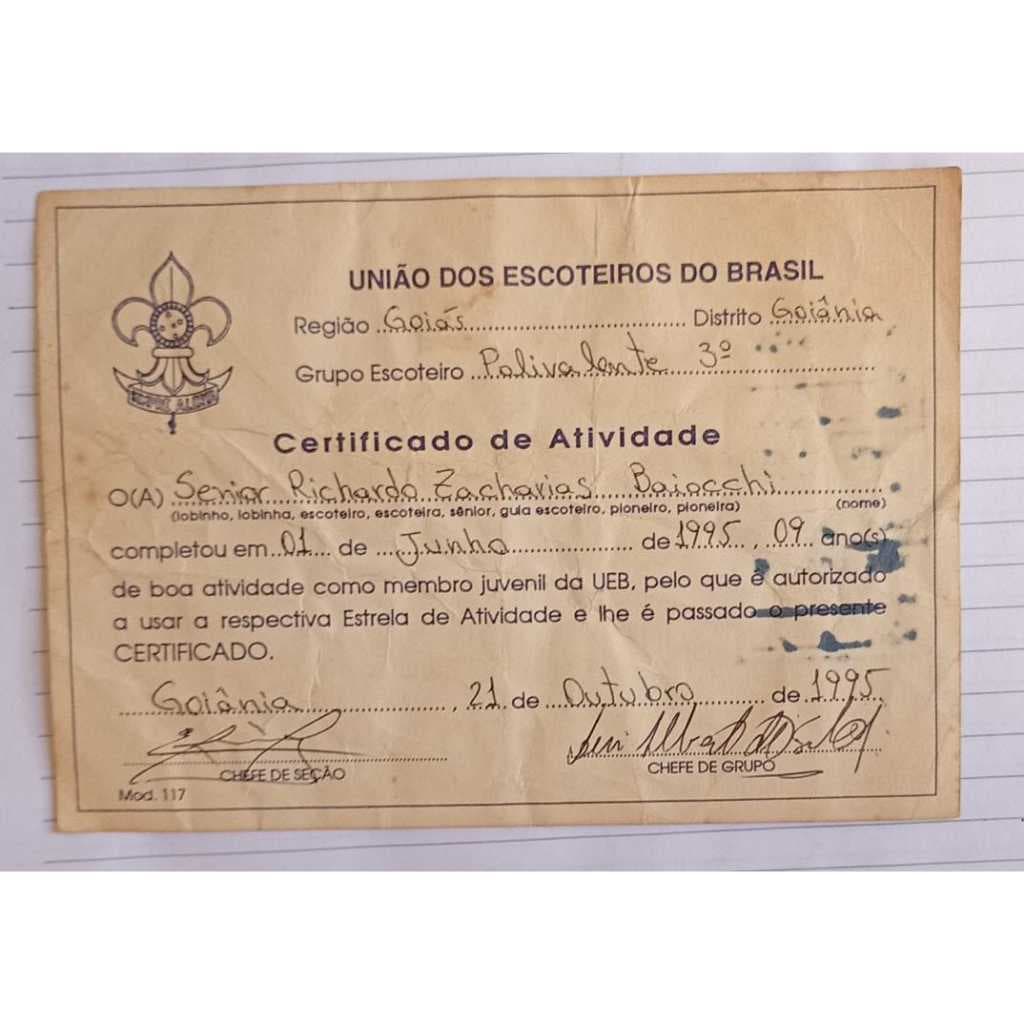 UNIÃO DOS ESCOTEIROS DO BRASIL
Região Goiás Distrito Goiânia
Grupo Escoteiro Polivalente 3º
SEMPRE ALERTA
Certificado de Atividade
O(A) Senior Richardo Zacharias Baiocchi
(lobinho, lobinha, escoteiro, escoteira, sênior, guia escoteiro, pioneiro, pioneira) (nome)
completou em 01 de Junho de 1995, 09 ano(s)
de boa atividade como membro juvenil da UEB, pelo que é autorizado
a usar a respectiva Estrela de Atividade e lhe é passado o presente
CERTIFICADO.
Goiânia, 21 de Outubro de 1995
CHEFE DE SEÇÃO CHEFE DE GRUPO
Mod. 117